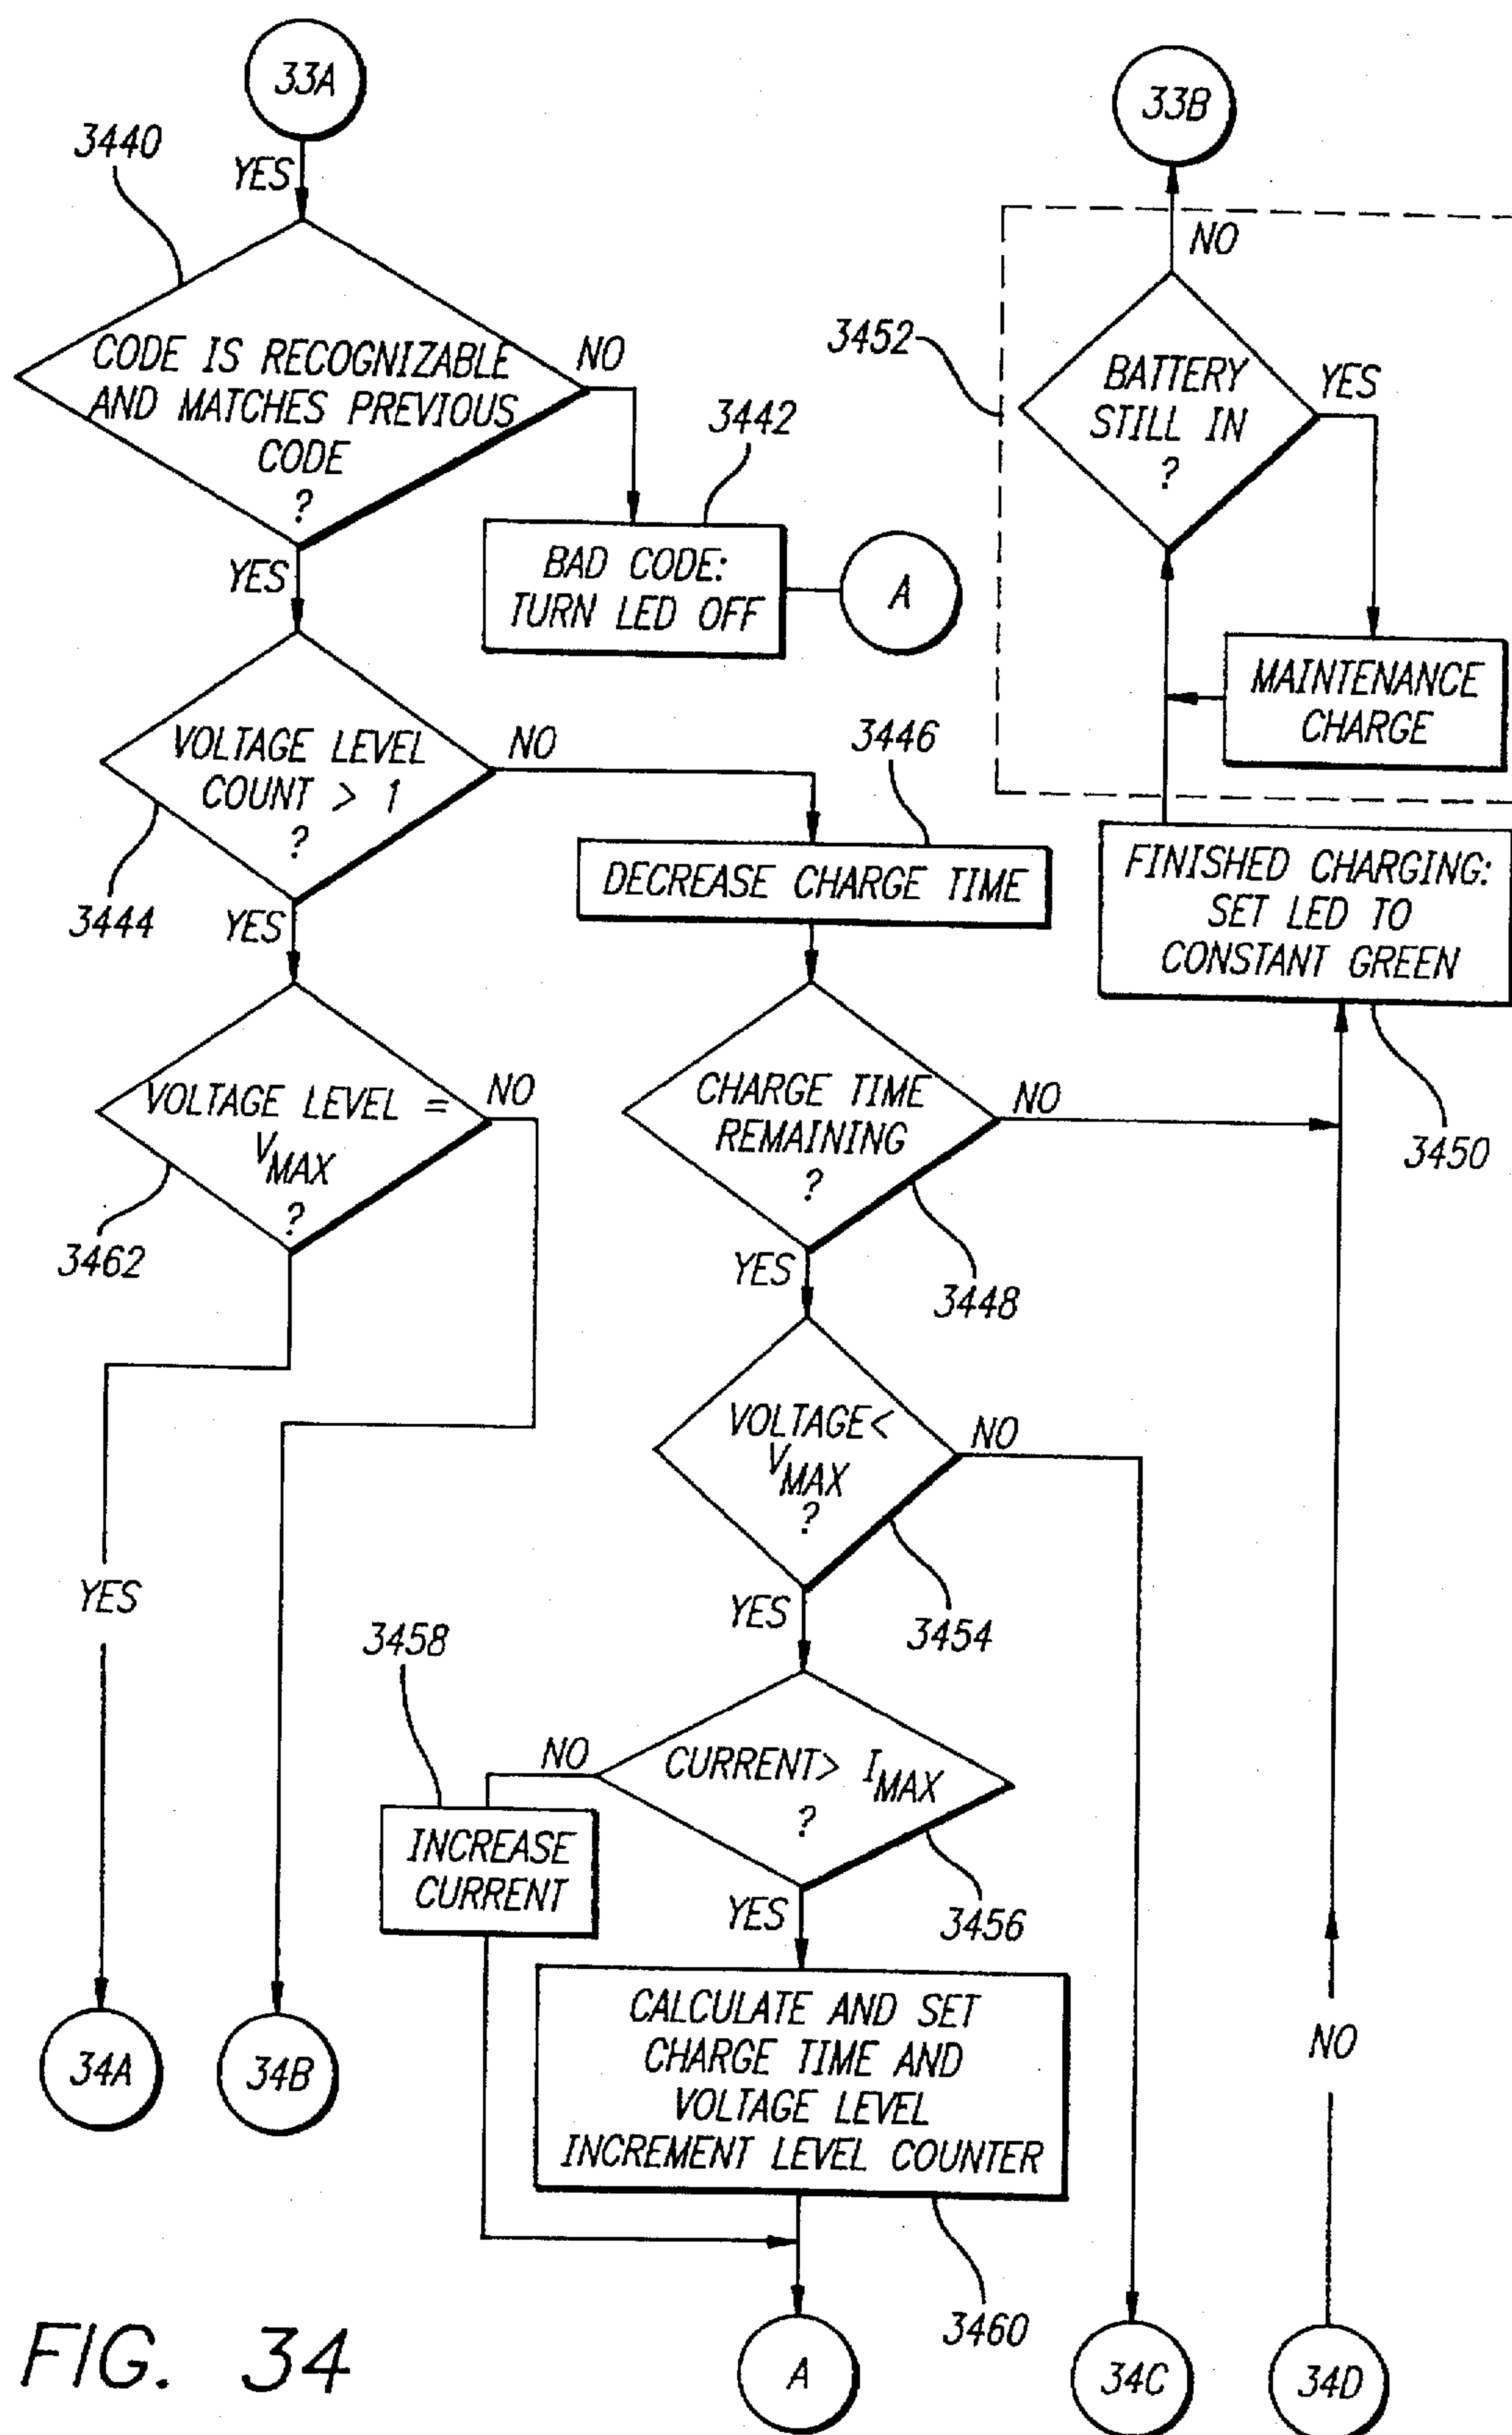 33A
3440
YES
CODE IS RECOGNIZABLE
AND MATCHES PREVIOUS
CODE
?
NO
3442
BAD CODE:
TURN LED OFF
A
YES
VOLTAGE LEVEL
COUNT > 1
?
NO
3444
3446
DECREASE CHARGE TIME
YES
VOLTAGE LEVEL =
VMAX
?
NO
3462
CHARGE TIME
REMAINING
?
NO
3448
YES
VOLTAGE<
VMAX
?
NO
3454
YES
3458
NO
CURRENT> IMAX
?
3456
INCREASE
CURRENT
YES
CALCULATE AND SET
CHARGE TIME AND
VOLTAGE LEVEL
INCREMENT LEVEL COUNTER
3460
A
YES
34A
34B
34C
34D
NO
33B
NO
3452
BATTERY
STILL IN
?
YES
MAINTENANCE
CHARGE
FINISHED CHARGING:
SET LED TO
CONSTANT GREEN
3450
FIG. 34